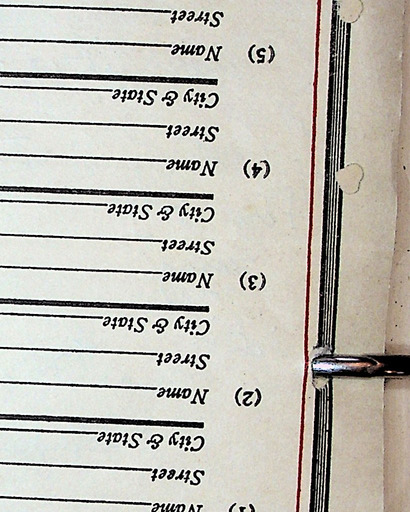 (1) Name
Street
City & State
(2) Name
Street
City & State
(3) Name
Street
City & State
(4) Name
Street
City & State
(5) Name
Street